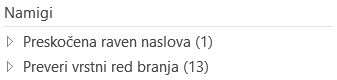 Namigi
Preskočena raven naslova (1)
Preveri vrstni red branja (13)